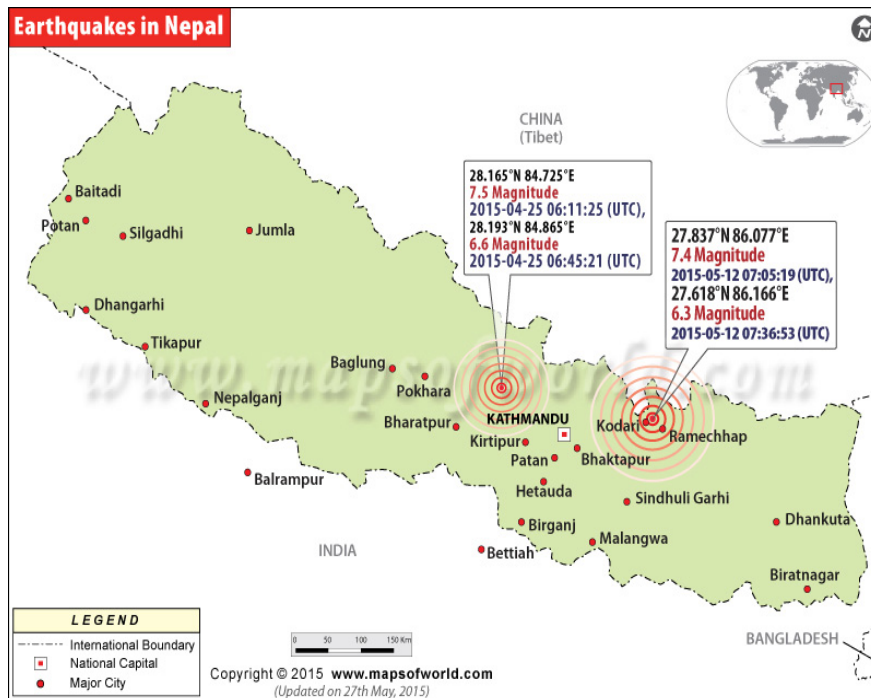 Earthquakes in Nepal
N
CHINA
(Tibet)
28.165°N 84.725°E
7.5 Magnitude
2015-04-25 06:11:25 (UTC),
28.193°N 84.865°E
6.6 Magnitude
2015-04-25 06:45:21 (UTC)
27.837°N 86.077°E
7.4 Magnitude
2015-05-12 07:05:19 (UTC),
27.618°N 86.166°E
6.3 Magnitude
2015-05-12 07:36:53 (UTC)
Baitadi
Potan
Silgadhi
Jumla
Dhangarhi
Tikapur
www.mapsofworld.com
Baglung
Pokhara
Nepalganj
Bharatpur
KATHMANDU
Kirtipur
Kodari
Ramechhap
Patan
Bhaktapur
Balrampur
Hetauda
Sindhuli Garhi
Birganj
Malangwa
Dhankuta
INDIA
Bettiah
Biratnagar
LEGEND
International Boundary
National Capital
Major City
0 50 100 150 Km
BANGLADESH
Copyright © 2015 www.mapsofworld.com
(Updated on 27th May, 2015)